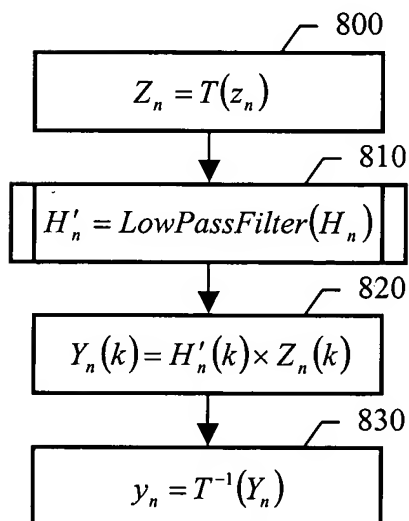 800
Z_n = T(z_n)
810
H'_n = LowPassFilter(H_n)
820
Y_n(k) = H'_n(k) × Z_n(k)
830
y_n = T^{-1}(Y_n)